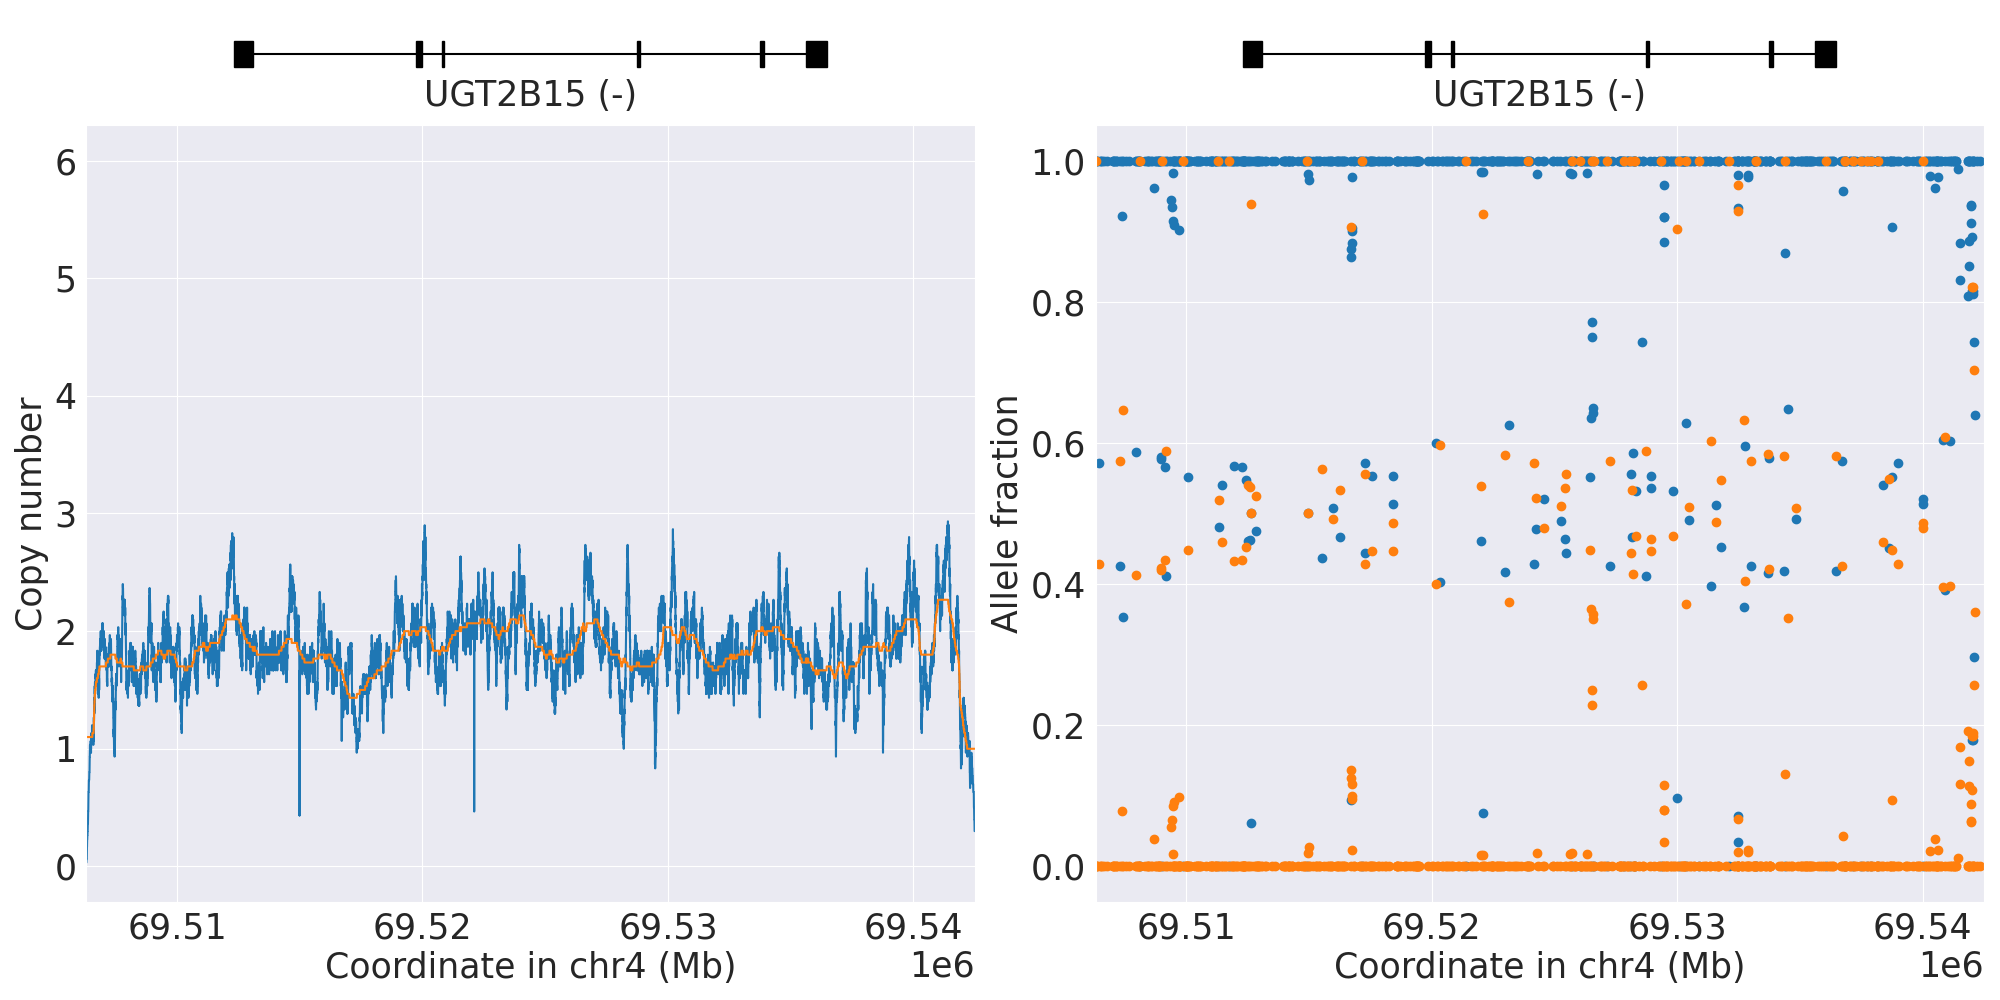 UGT2B15 (-)
6
5
4
3
2
1
0
Copy number
69.51 69.52 69.53 69.54
Coordinate in chr4 (Mb) 1e6
UGT2B15 (-)
1.0
0.8
0.6
0.4
0.2
0.0
Allele fraction
69.51 69.52 69.53 69.54
Coordinate in chr4 (Mb) 1e6